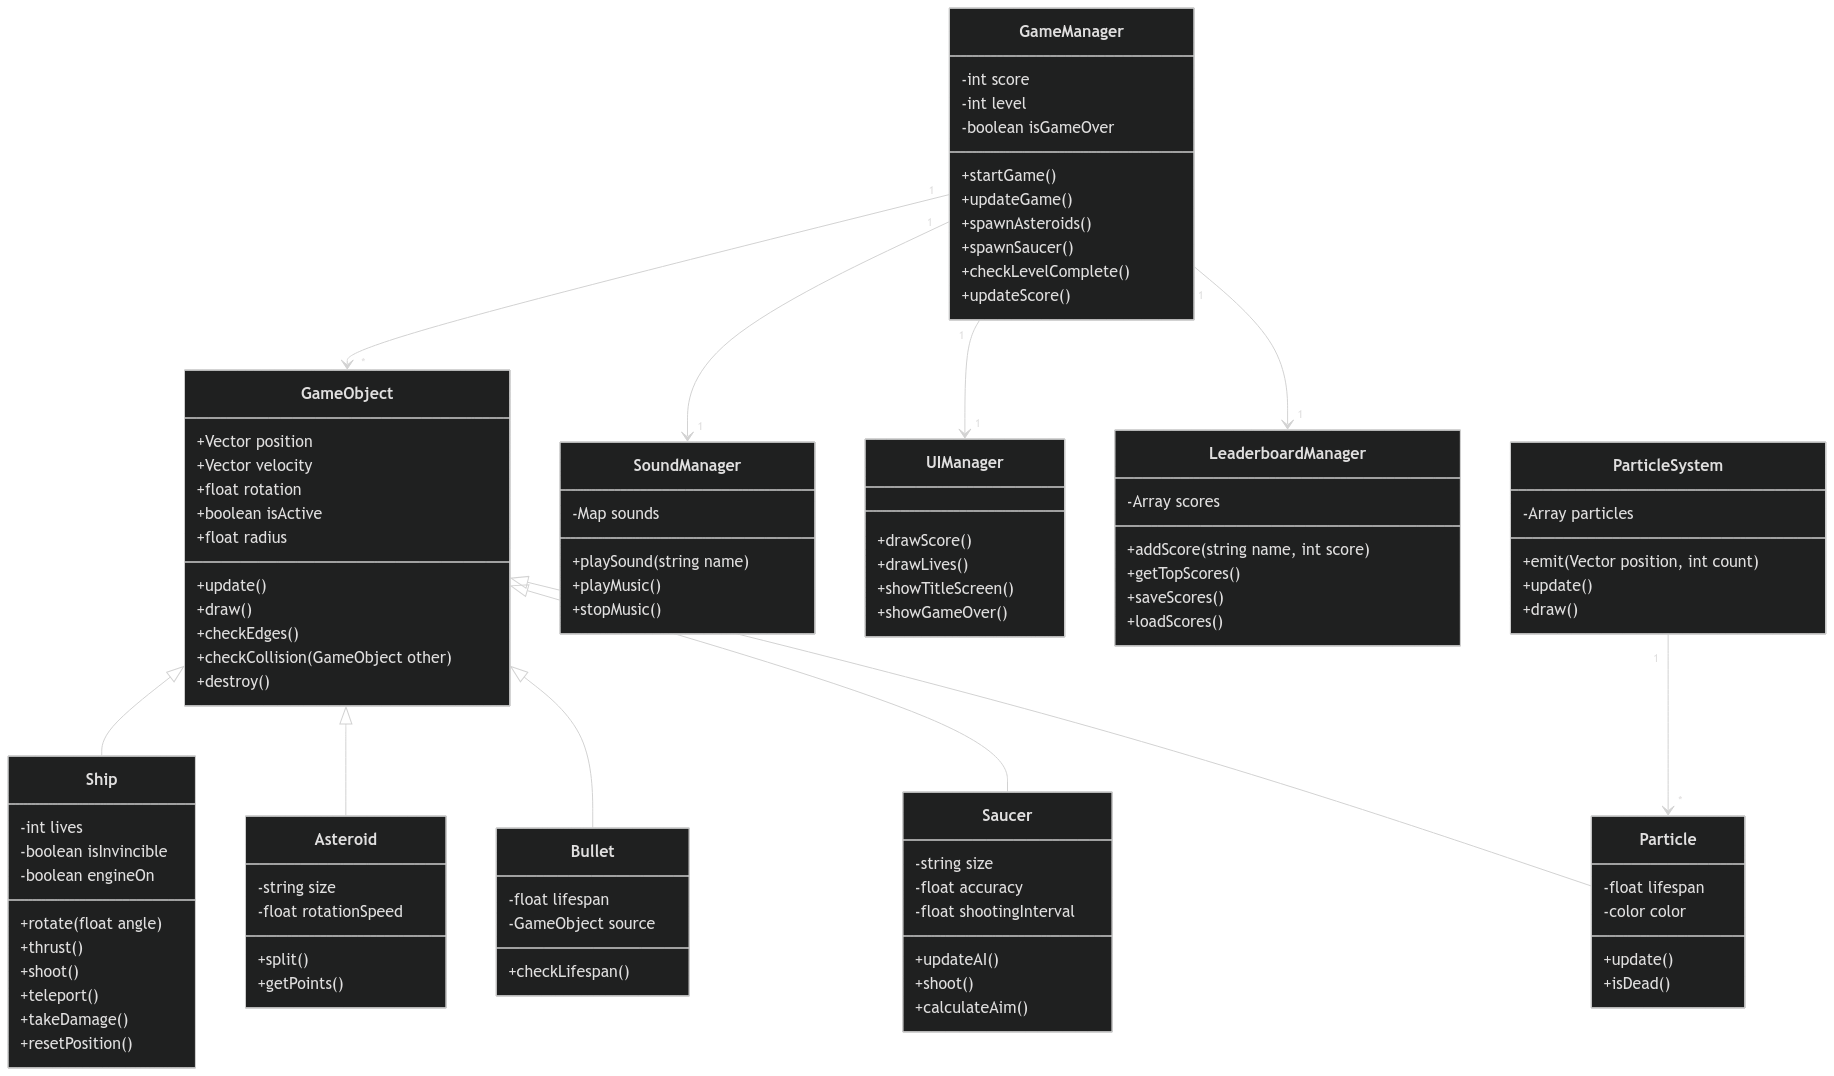 GameManager
-int score
-int level
-boolean isGameOver
+startGame()
+updateGame()
+spawnAsteroids()
+spawnSaucer()
+checkLevelComplete()
+updateScore()
1
1
1
1
*
1
1
1
GameObject
+Vector position
+Vector velocity
+float rotation
+boolean isActive
+float radius
+update()
+draw()
+checkEdges()
+checkCollision(GameObject other)
+destroy()
SoundManager
-Map sounds
+playSound(string name)
+playMusic()
+stopMusic()
UIManager
+drawScore()
+drawLives()
+showTitleScreen()
+showGameOver()
LeaderboardManager
-Array scores
+addScore(string name, int score)
+getTopScores()
+saveScores()
+loadScores()
ParticleSystem
-Array particles
+emit(Vector position, int count)
+update()
+draw()
1
*
Ship
-int lives
-boolean isInvincible
-boolean engineOn
+rotate(float angle)
+thrust()
+shoot()
+teleport()
+takeDamage()
+resetPosition()
Asteroid
-string size
-float rotationSpeed
+split()
+getPoints()
Bullet
-float lifespan
-GameObject source
+checkLifespan()
Saucer
-string size
-float accuracy
-float shootingInterval
+updateAI()
+shoot()
+calculateAim()
Particle
-float lifespan
-color color
+update()
+isDead()